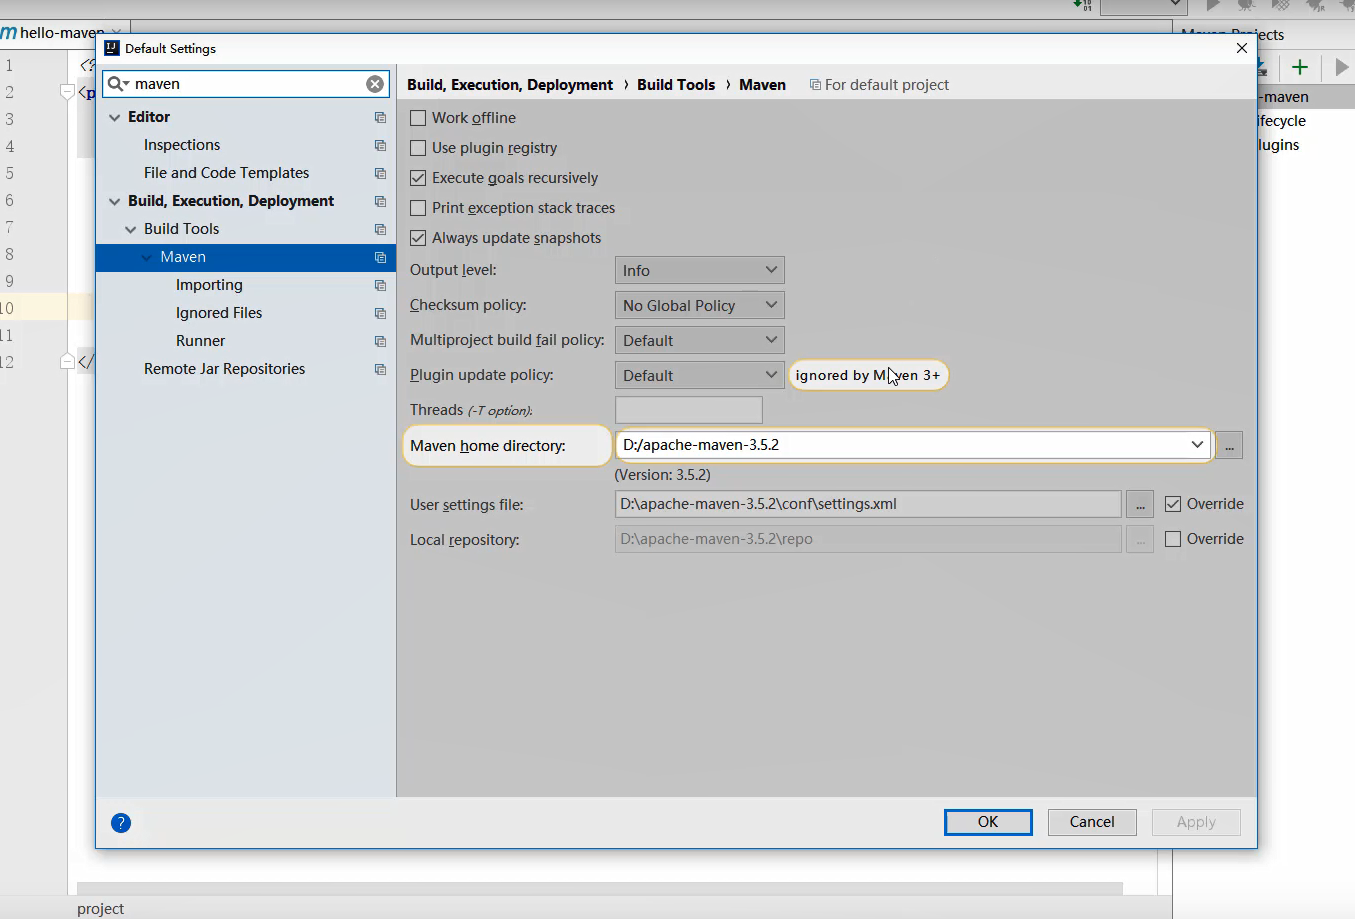 hello-maven
Maven Projects
Default Settings
maven
Build, Execution, Deployment › Build Tools › Maven For default project
Editor
Inspections
File and Code Templates
Build, Execution, Deployment
Build Tools
Maven
Importing
Ignored Files
Runner
Remote Jar Repositories
Work offline
Use plugin registry
Execute goals recursively
Print exception stack traces
Always update snapshots
Output level: Info
Checksum policy: No Global Policy
Multiproject build fail policy: Default
Plugin update policy: Default ignored by Maven 3+
Threads (-T option):
Maven home directory: D:/apache-maven-3.5.2 ...
(Version: 3.5.2)
User settings file: D:\apache-maven-3.5.2\conf\settings.xml ... Override
Local repository: D:\apache-maven-3.5.2\repo ... Override
? OK Cancel Apply
1 <?
2 <p
3
4
5
6
7
8
9
10
11
12 </
-maven
ifecycle
lugins
project